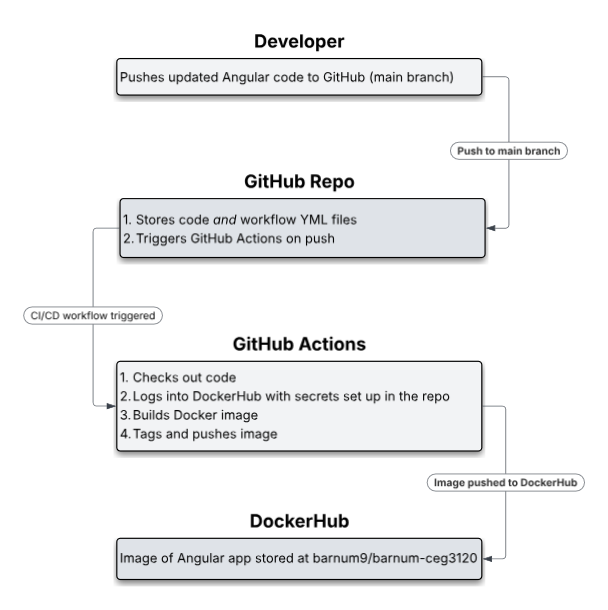 Developer
Pushes updated Angular code to GitHub (main branch)
Push to main branch
GitHub Repo
1. Stores code and workflow YML files
2. Triggers GitHub Actions on push
CI/CD workflow triggered
GitHub Actions
1. Checks out code
2. Logs into DockerHub with secrets set up in the repo
3. Builds Docker image
4. Tags and pushes image
Image pushed to DockerHub
DockerHub
Image of Angular app stored at barnum9/barnum-ceg3120